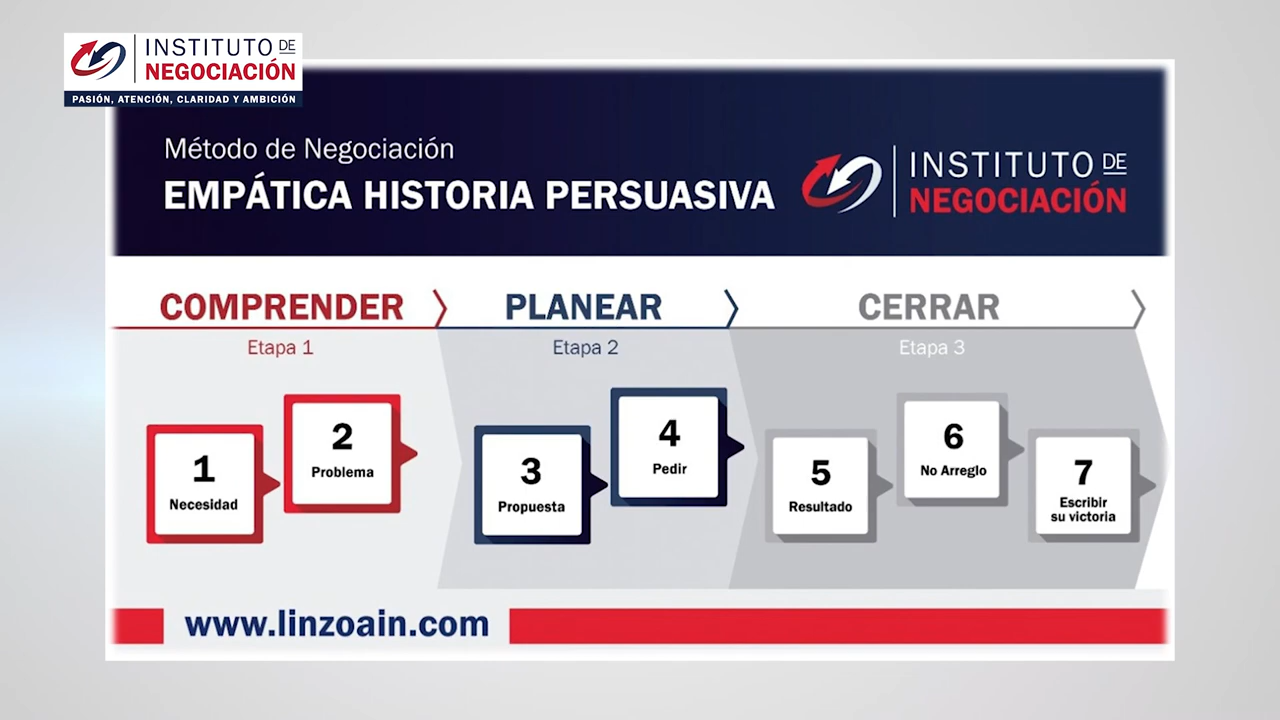 INSTITUTO DE
NEGOCIACIÓN
PASIÓN, ATENCIÓN, CLARIDAD Y AMBICIÓN
Método de Negociación
EMPÁTICA HISTORIA PERSUASIVA
INSTITUTO DE
NEGOCIACIÓN
COMPRENDER
PLANEAR
CERRAR
Etapa 1
Etapa 2
Etapa 3
1
Necesidad
2
Problema
3
Propuesta
4
Pedir
5
Resultado
6
No Arreglo
7
Escribir
su victoria
www.linzoain.com